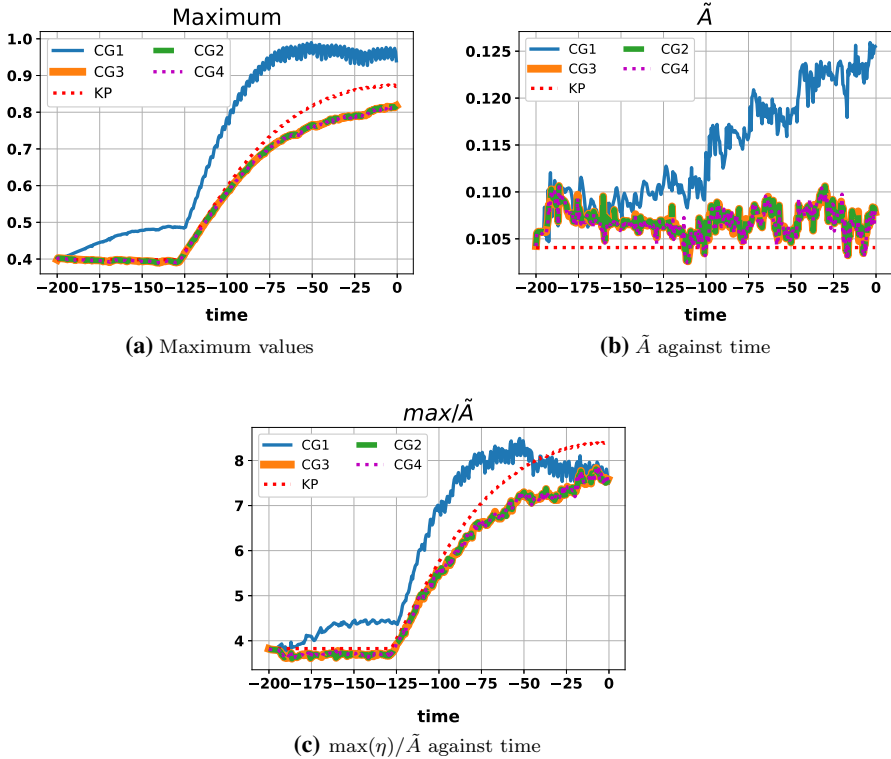 Maximum
CG1
CG2
CG3
CG4
KP
1.0
0.9
0.8
0.7
0.6
0.5
0.4
−200 −175 −150 −125 −100 −75 −50 −25 0
time
(a) Maximum values
Ã
CG1
CG2
CG3
CG4
KP
0.125
0.120
0.115
0.110
0.105
−200 −175 −150 −125 −100 −75 −50 −25 0
time
(b) Ã against time
max/Ã
CG1
CG2
CG3
CG4
KP
8
7
6
5
4
−200 −175 −150 −125 −100 −75 −50 −25 0
time
(c) max(η)/Ã against time